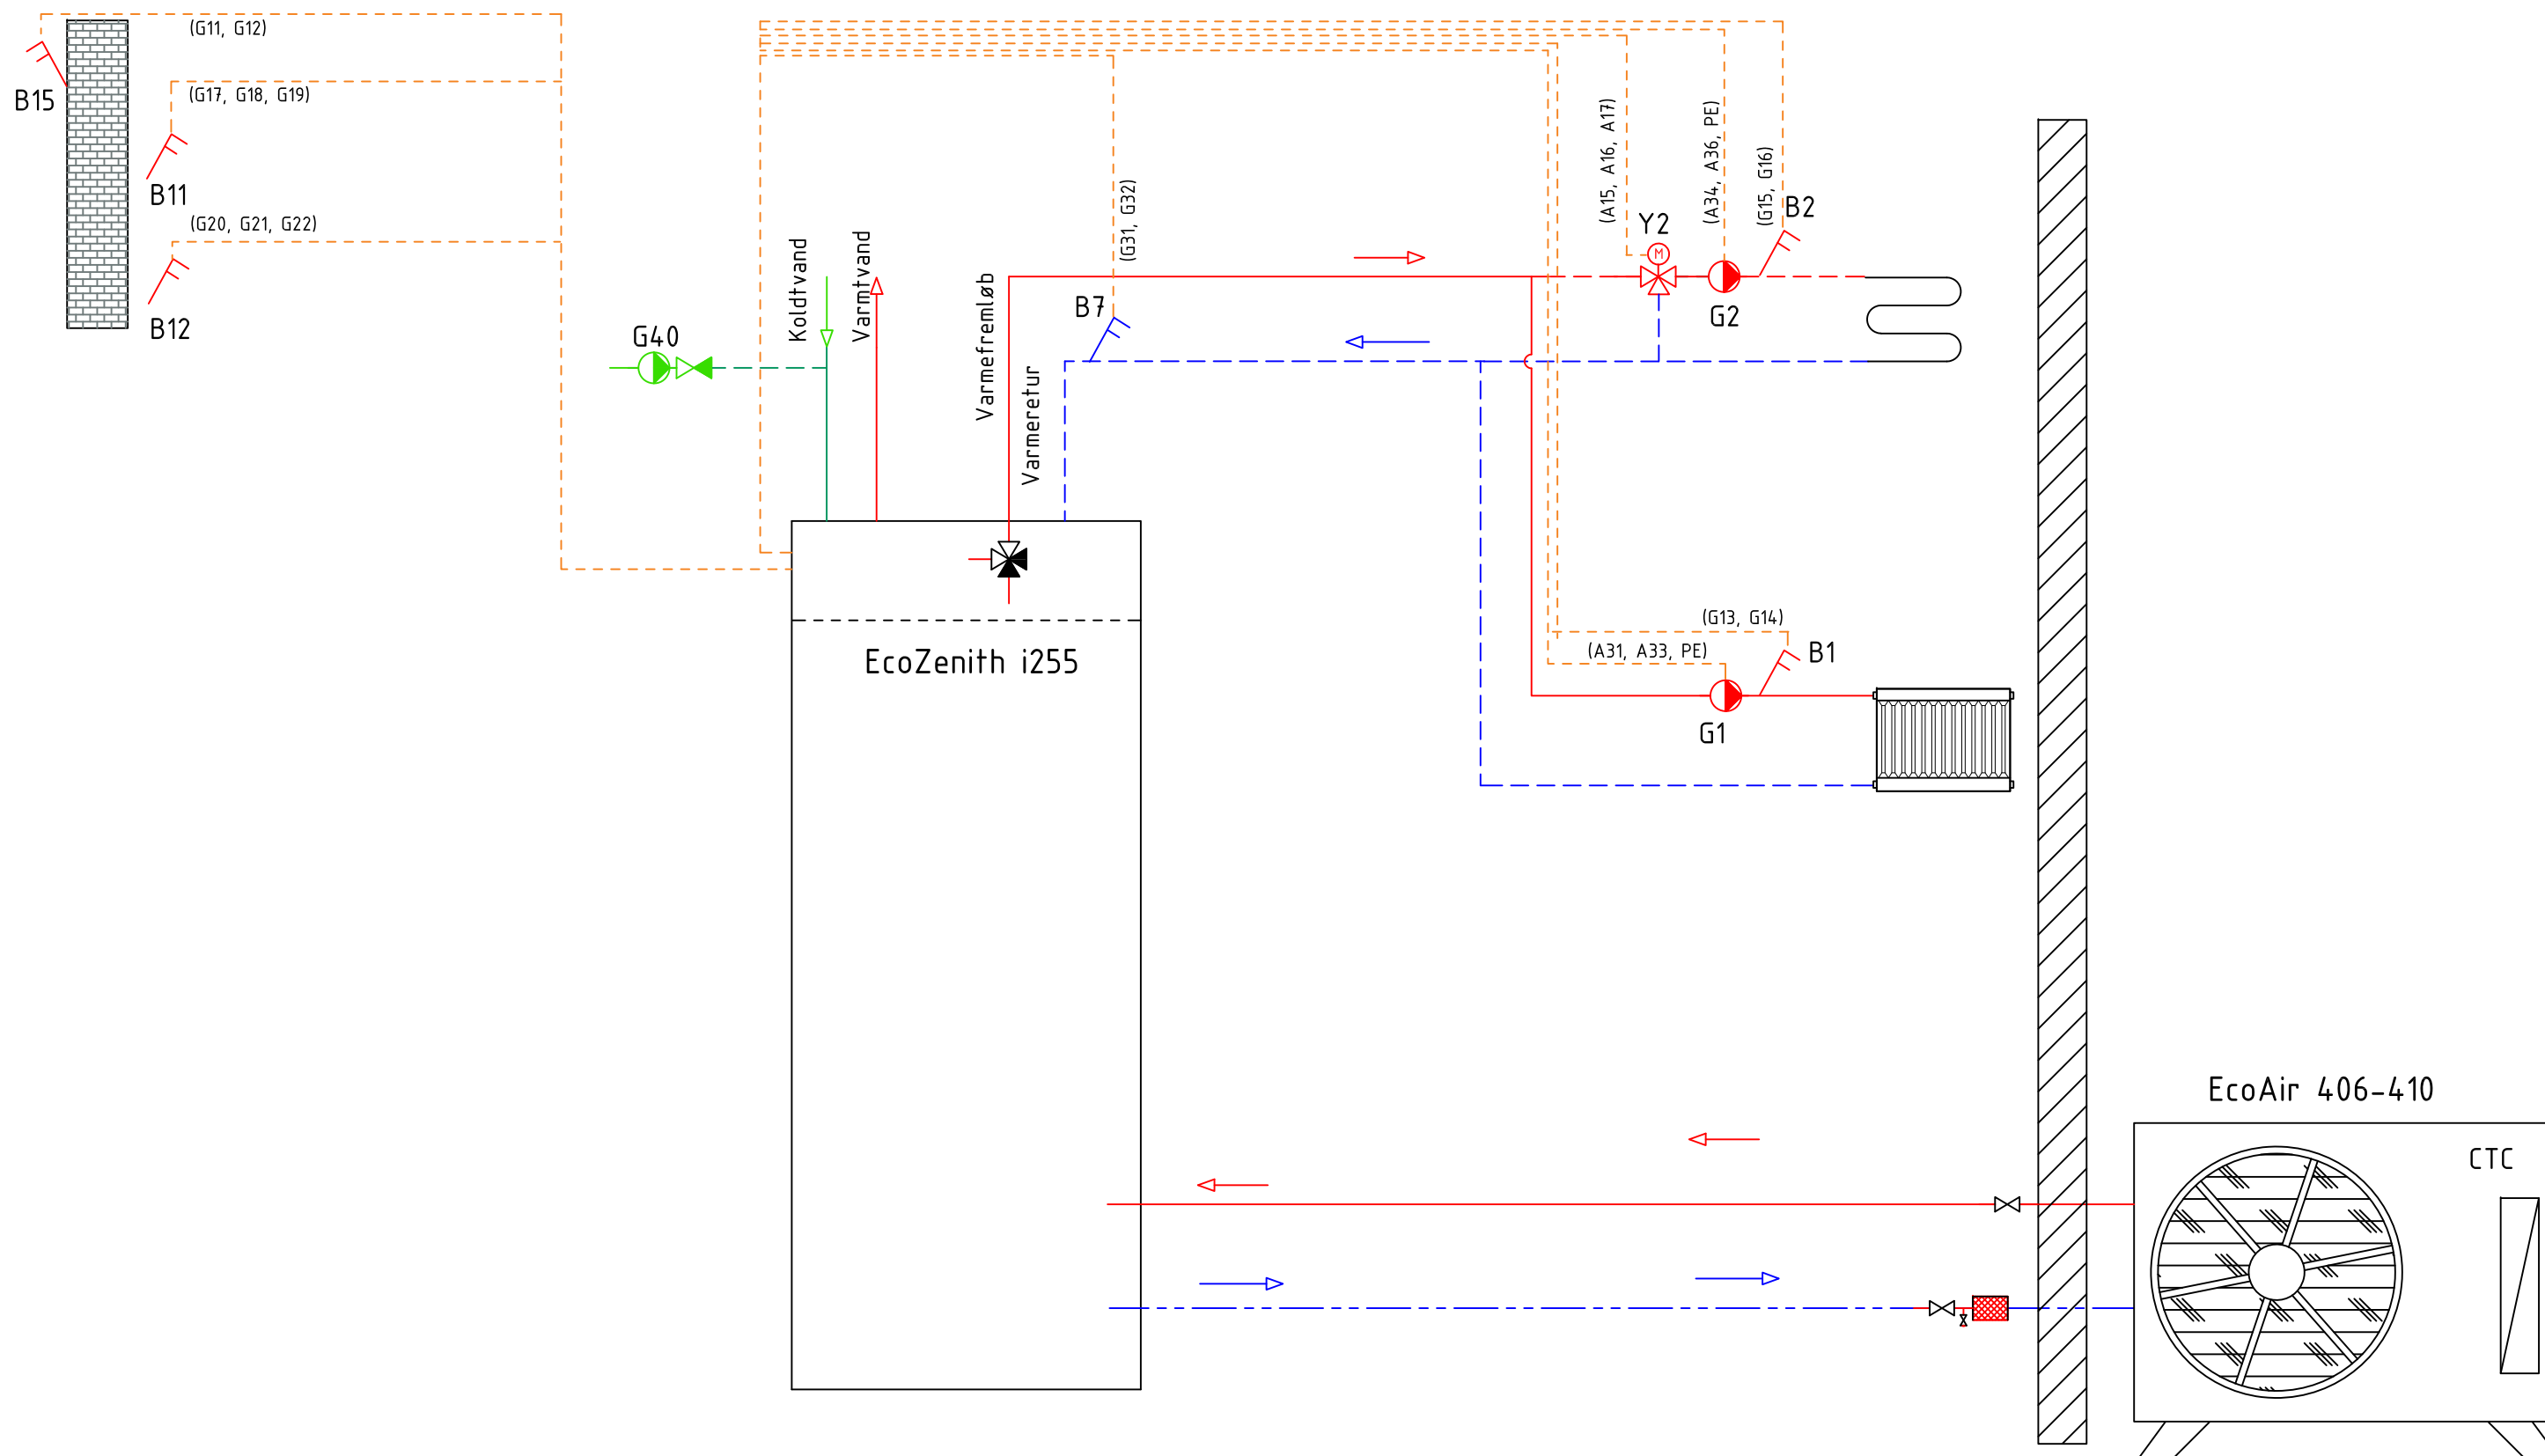 (G11, G12)
B15
(G17, G18, G19)
B11
(G20, G21, G22)
B12
G40
Koldtvand
Varmtvand
Varmefremløb
Varmeretur
(G31, G32)
B7
(A15, A16, A17)
(A34, A36, PE)
(G15, G16)
Y2
M
B2
G2
EcoZenith i255
(G13, G14)
(A31, A33, PE)
B1
G1
EcoAir 406-410
CTC